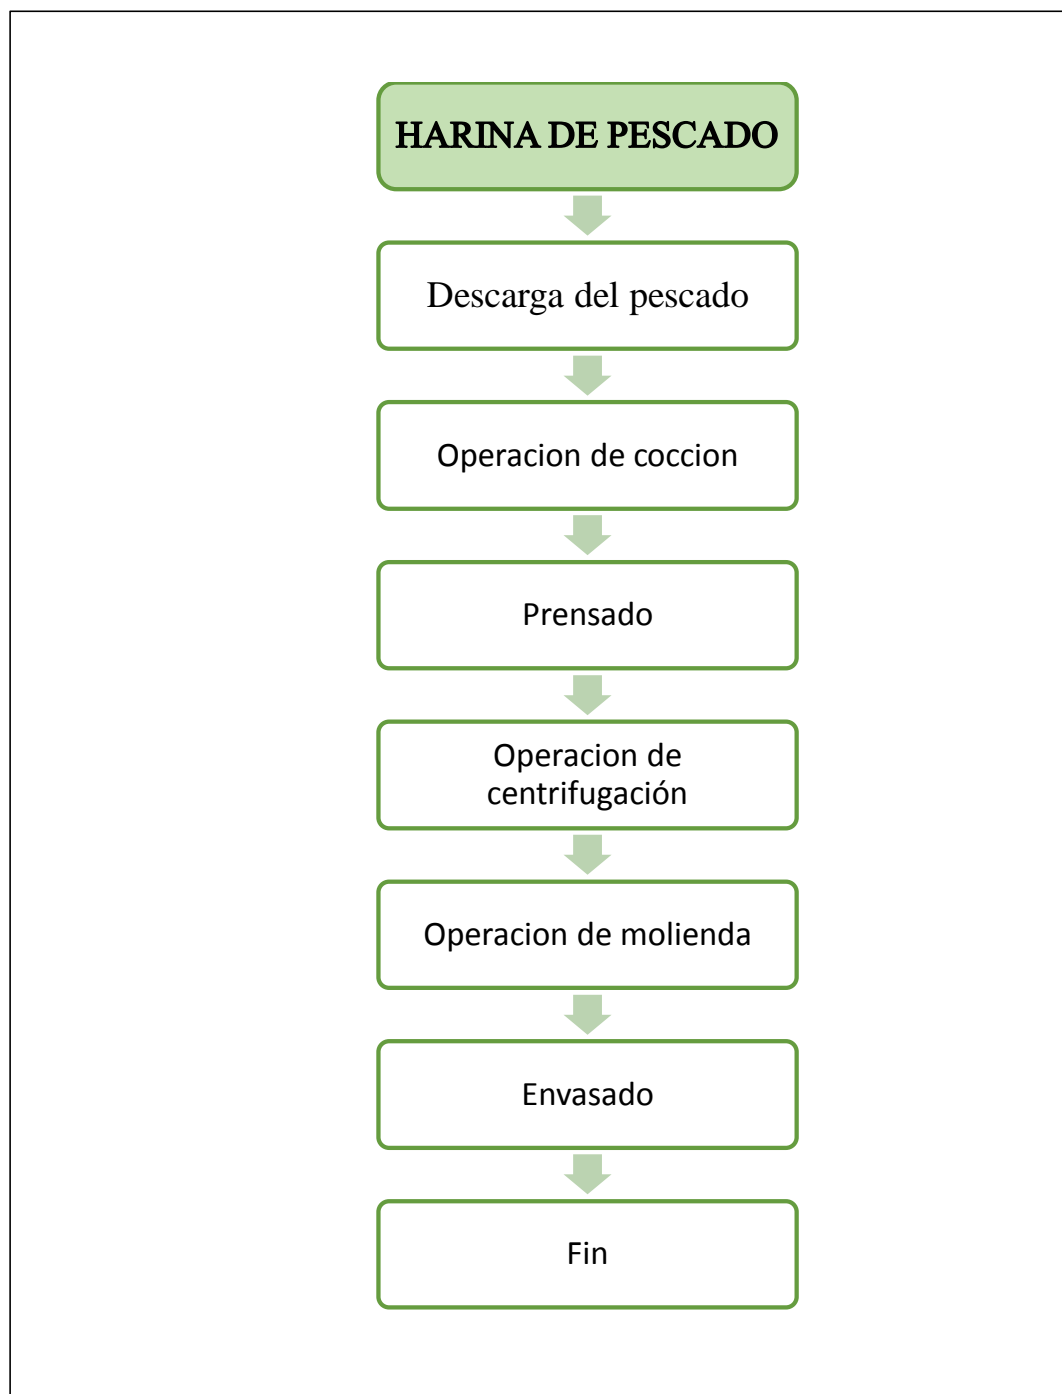 HARINA DE PESCADO
Descarga del pescado
Operacion de coccion
Prensado
Operacion de
centrifugación
Operacion de molienda
Envasado
Fin